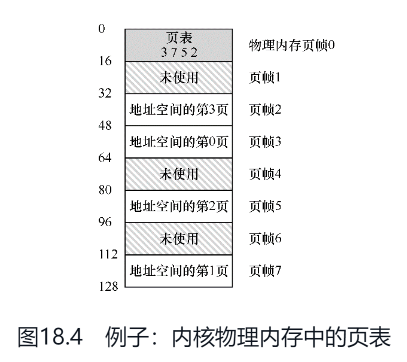 0
页表
3 7 5 2
物理内存页帧0
16
未使用
页帧1
32
地址空间的第3页
页帧2
48
地址空间的第0页
页帧3
64
未使用
页帧4
80
地址空间的第2页
页帧5
96
未使用
页帧6
112
地址空间的第1页
页帧7
128
图18.4 例子：内核物理内存中的页表